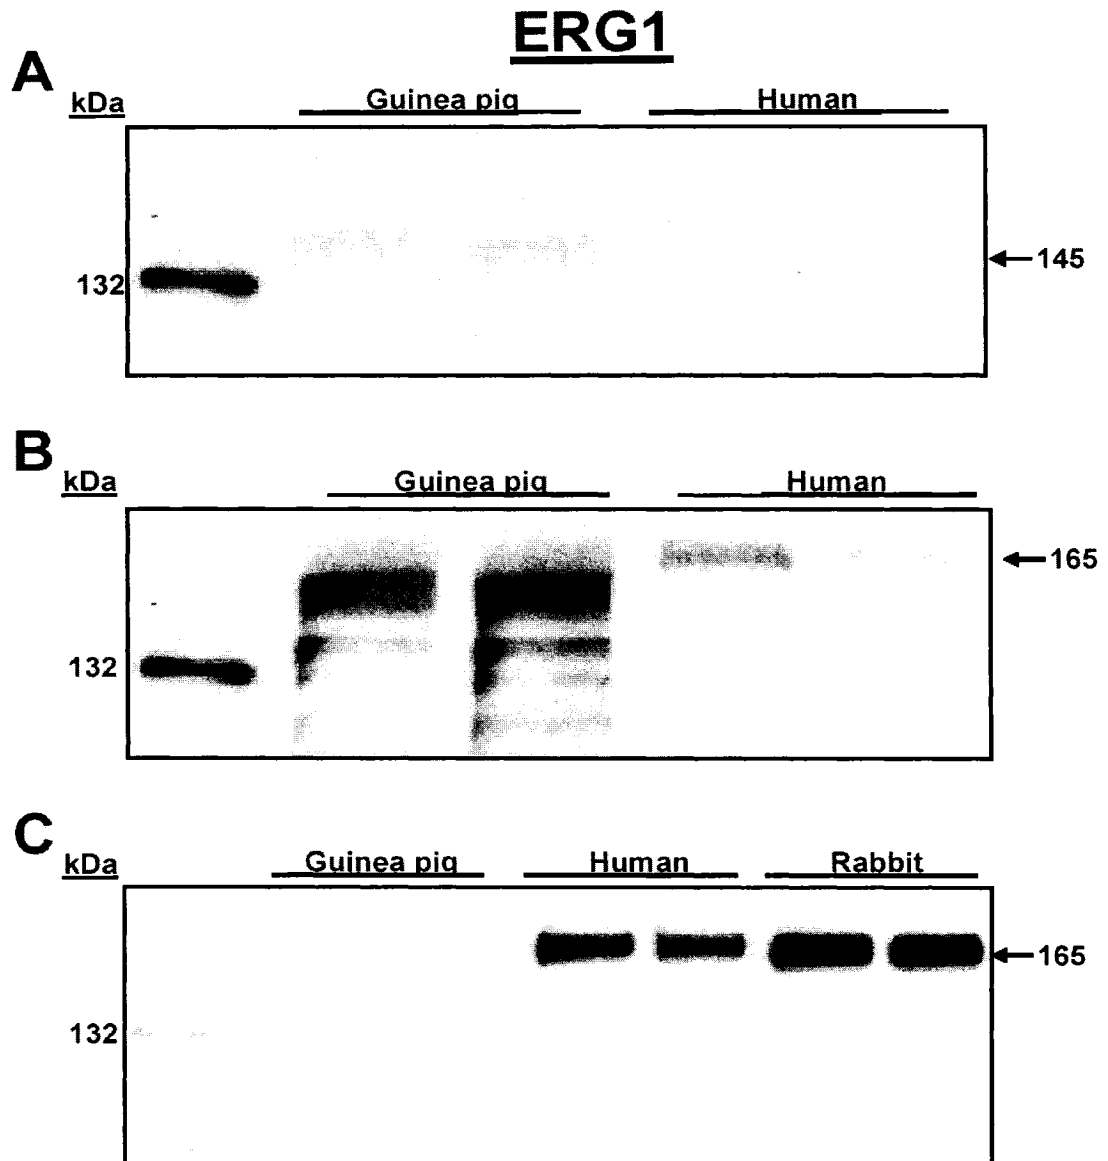 ERG1
A
kDa Guinea pig Human
132
145
B
kDa Guinea pig Human
165
132
C
kDa Guinea pig Human Rabbit
165
132